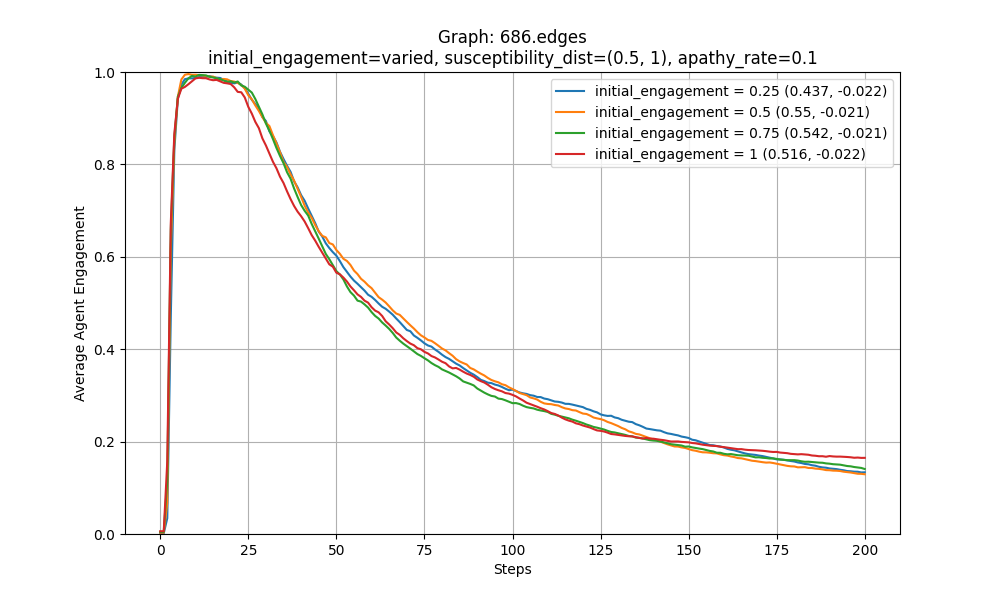 Graph: 686.edges
initial_engagement=varied, susceptibility_dist=(0.5, 1), apathy_rate=0.1
1.0
0.8
0.6
0.4
0.2
0.0
Average Agent Engagement
initial_engagement = 0.25 (0.437, -0.022)
initial_engagement = 0.5 (0.55, -0.021)
initial_engagement = 0.75 (0.542, -0.021)
initial_engagement = 1 (0.516, -0.022)
0 25 50 75 100 125 150 175 200
Steps